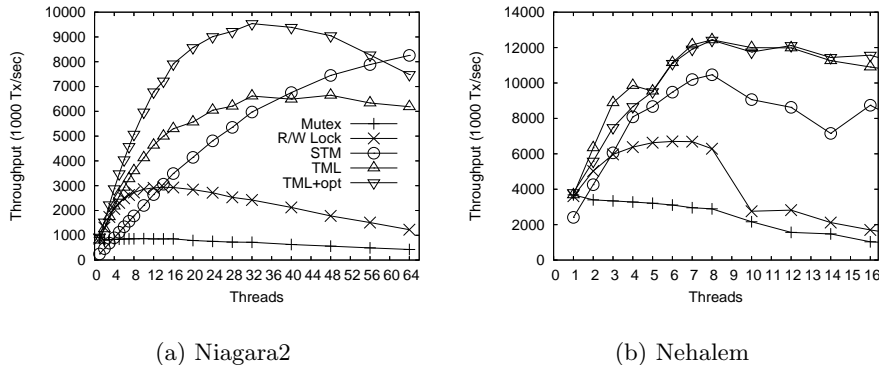 Throughput (1000 Tx/sec)
10000
9000
8000
7000
6000
5000
4000
3000
2000
1000
0
0 4 8 12 16 20 24 28 32 36 40 44 48 52 56 60 64
Threads
Mutex
R/W Lock
STM
TML
TML+opt
(a) Niagara2
Throughput (1000 Tx/sec)
14000
12000
10000
8000
6000
4000
2000
0
0 1 2 3 4 5 6 7 8 9 10 11 12 13 14 15 16
Threads
(b) Nehalem